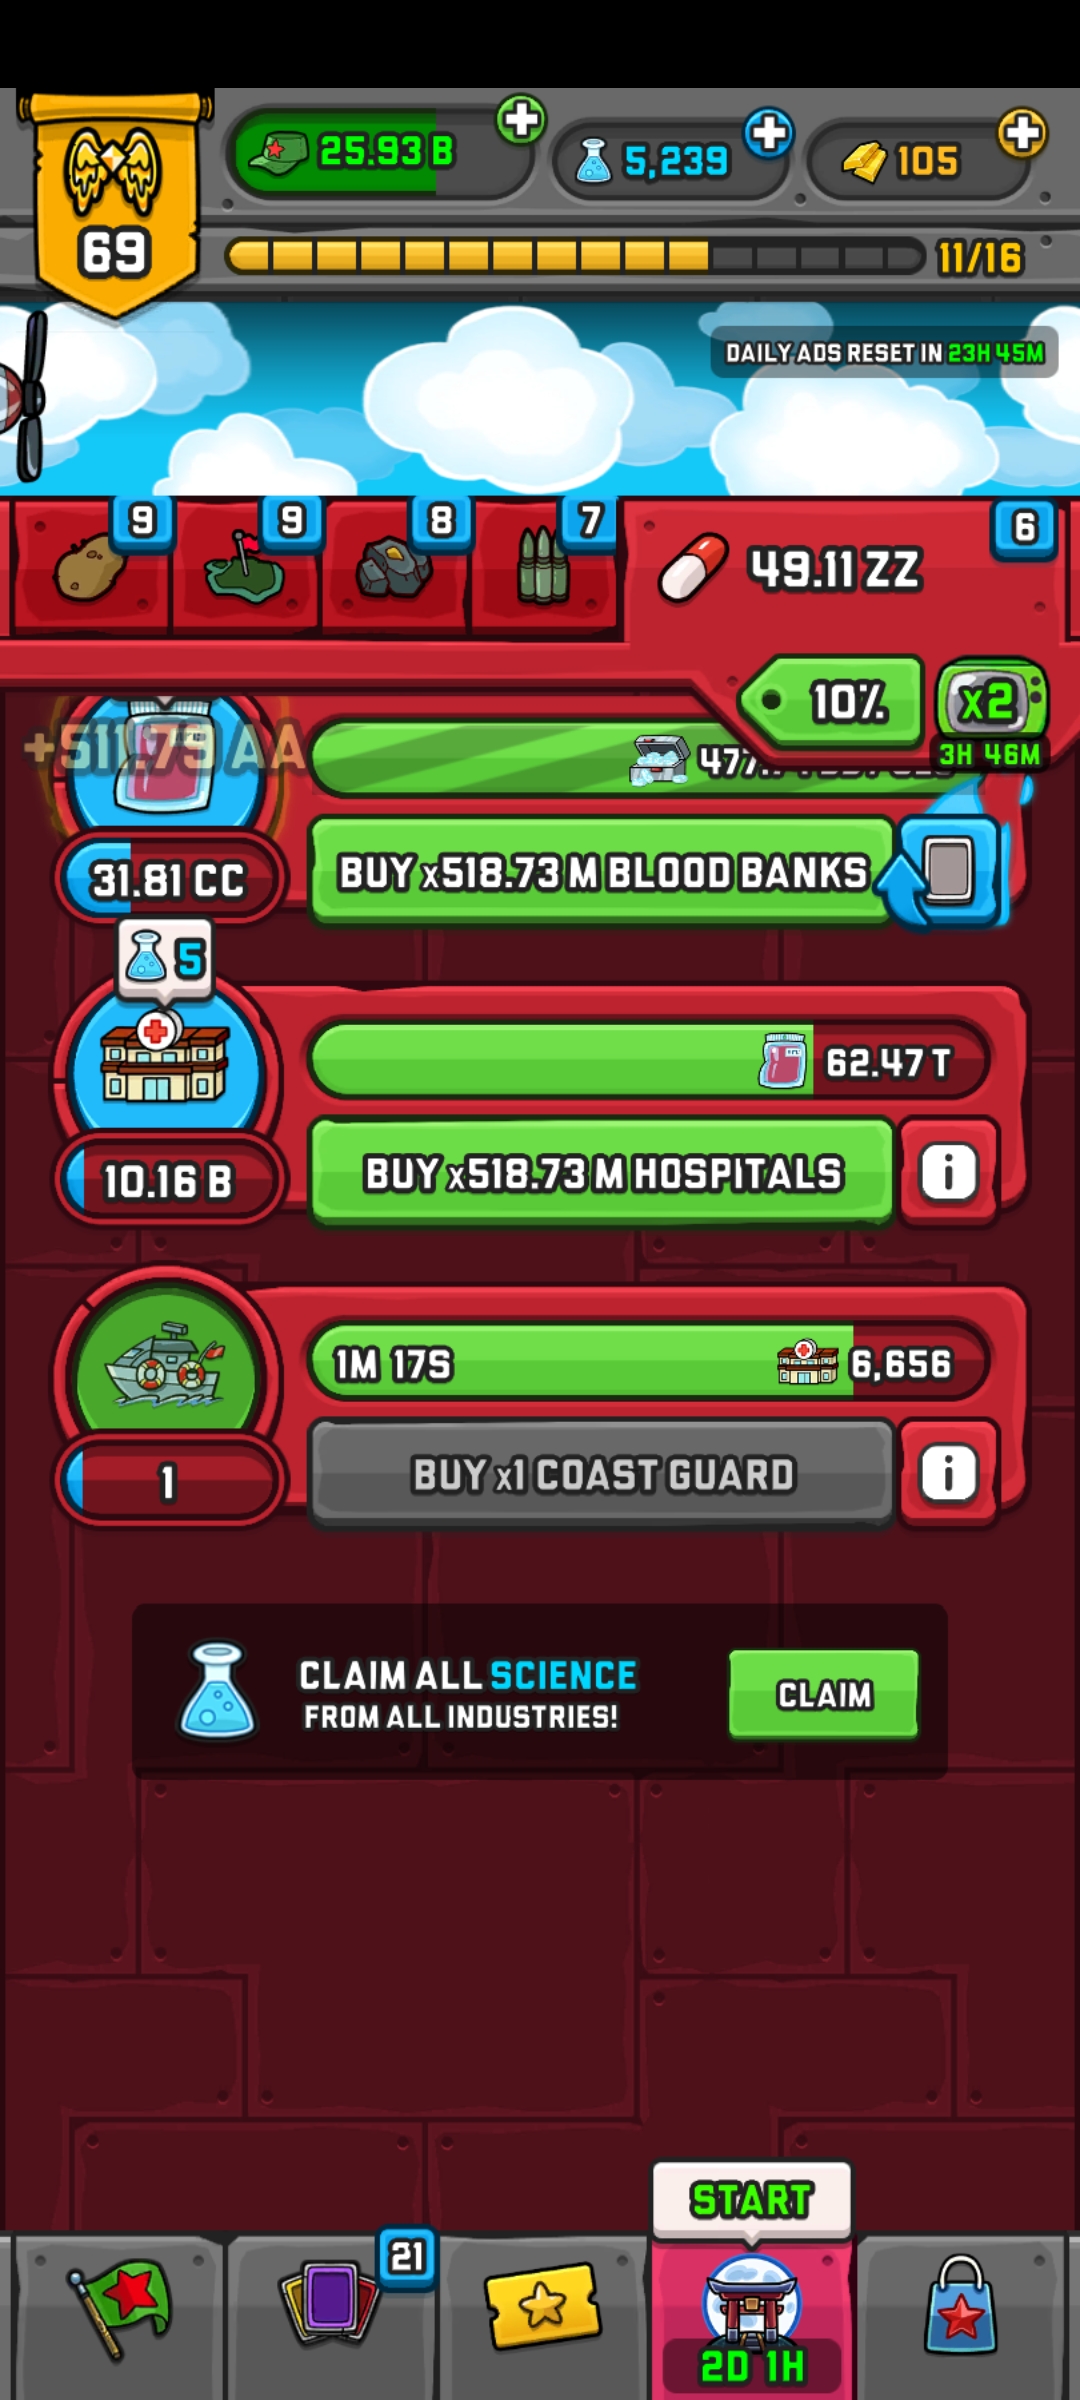 69
25.93 B
5,239
105
11/16
DAILY ADS RESET IN 23H 45M
9
9
8
7
6
49.11 ZZ
10%
x2
3H 46M
+511.79 AA
BUY x518.73 M BLOOD BANKS
31.81 CC
5
62.47 T
BUY x518.73 M HOSPITALS
10.16 B
1M 17S
6,656
BUY x1 COAST GUARD
1
CLAIM ALL SCIENCE
FROM ALL INDUSTRIES!
CLAIM
START
21
2D 1H